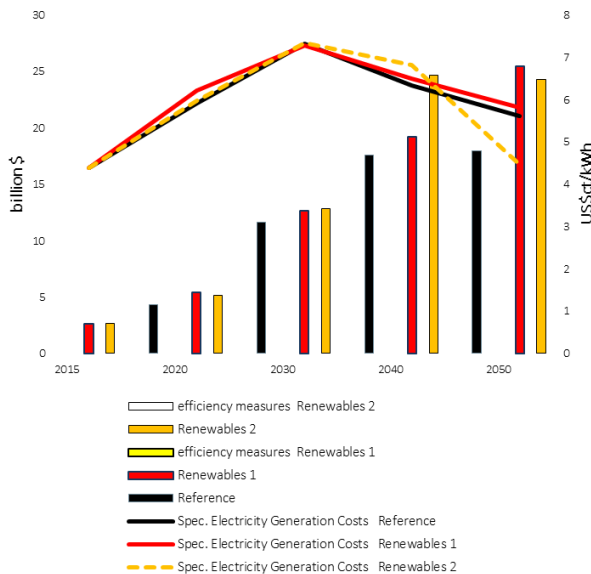 30
25
20
15
10
5
0
billion $
8
7
6
5
4
3
2
1
0
US$ct/kWh
2015 2020 2030 2040 2050
efficiency measures Renewables 2
Renewables 2
efficiency measures Renewables 1
Renewables 1
Reference
Spec. Electricity Generation Costs Reference
Spec. Electricity Generation Costs Renewables 1
Spec. Electricity Generation Costs Renewables 2